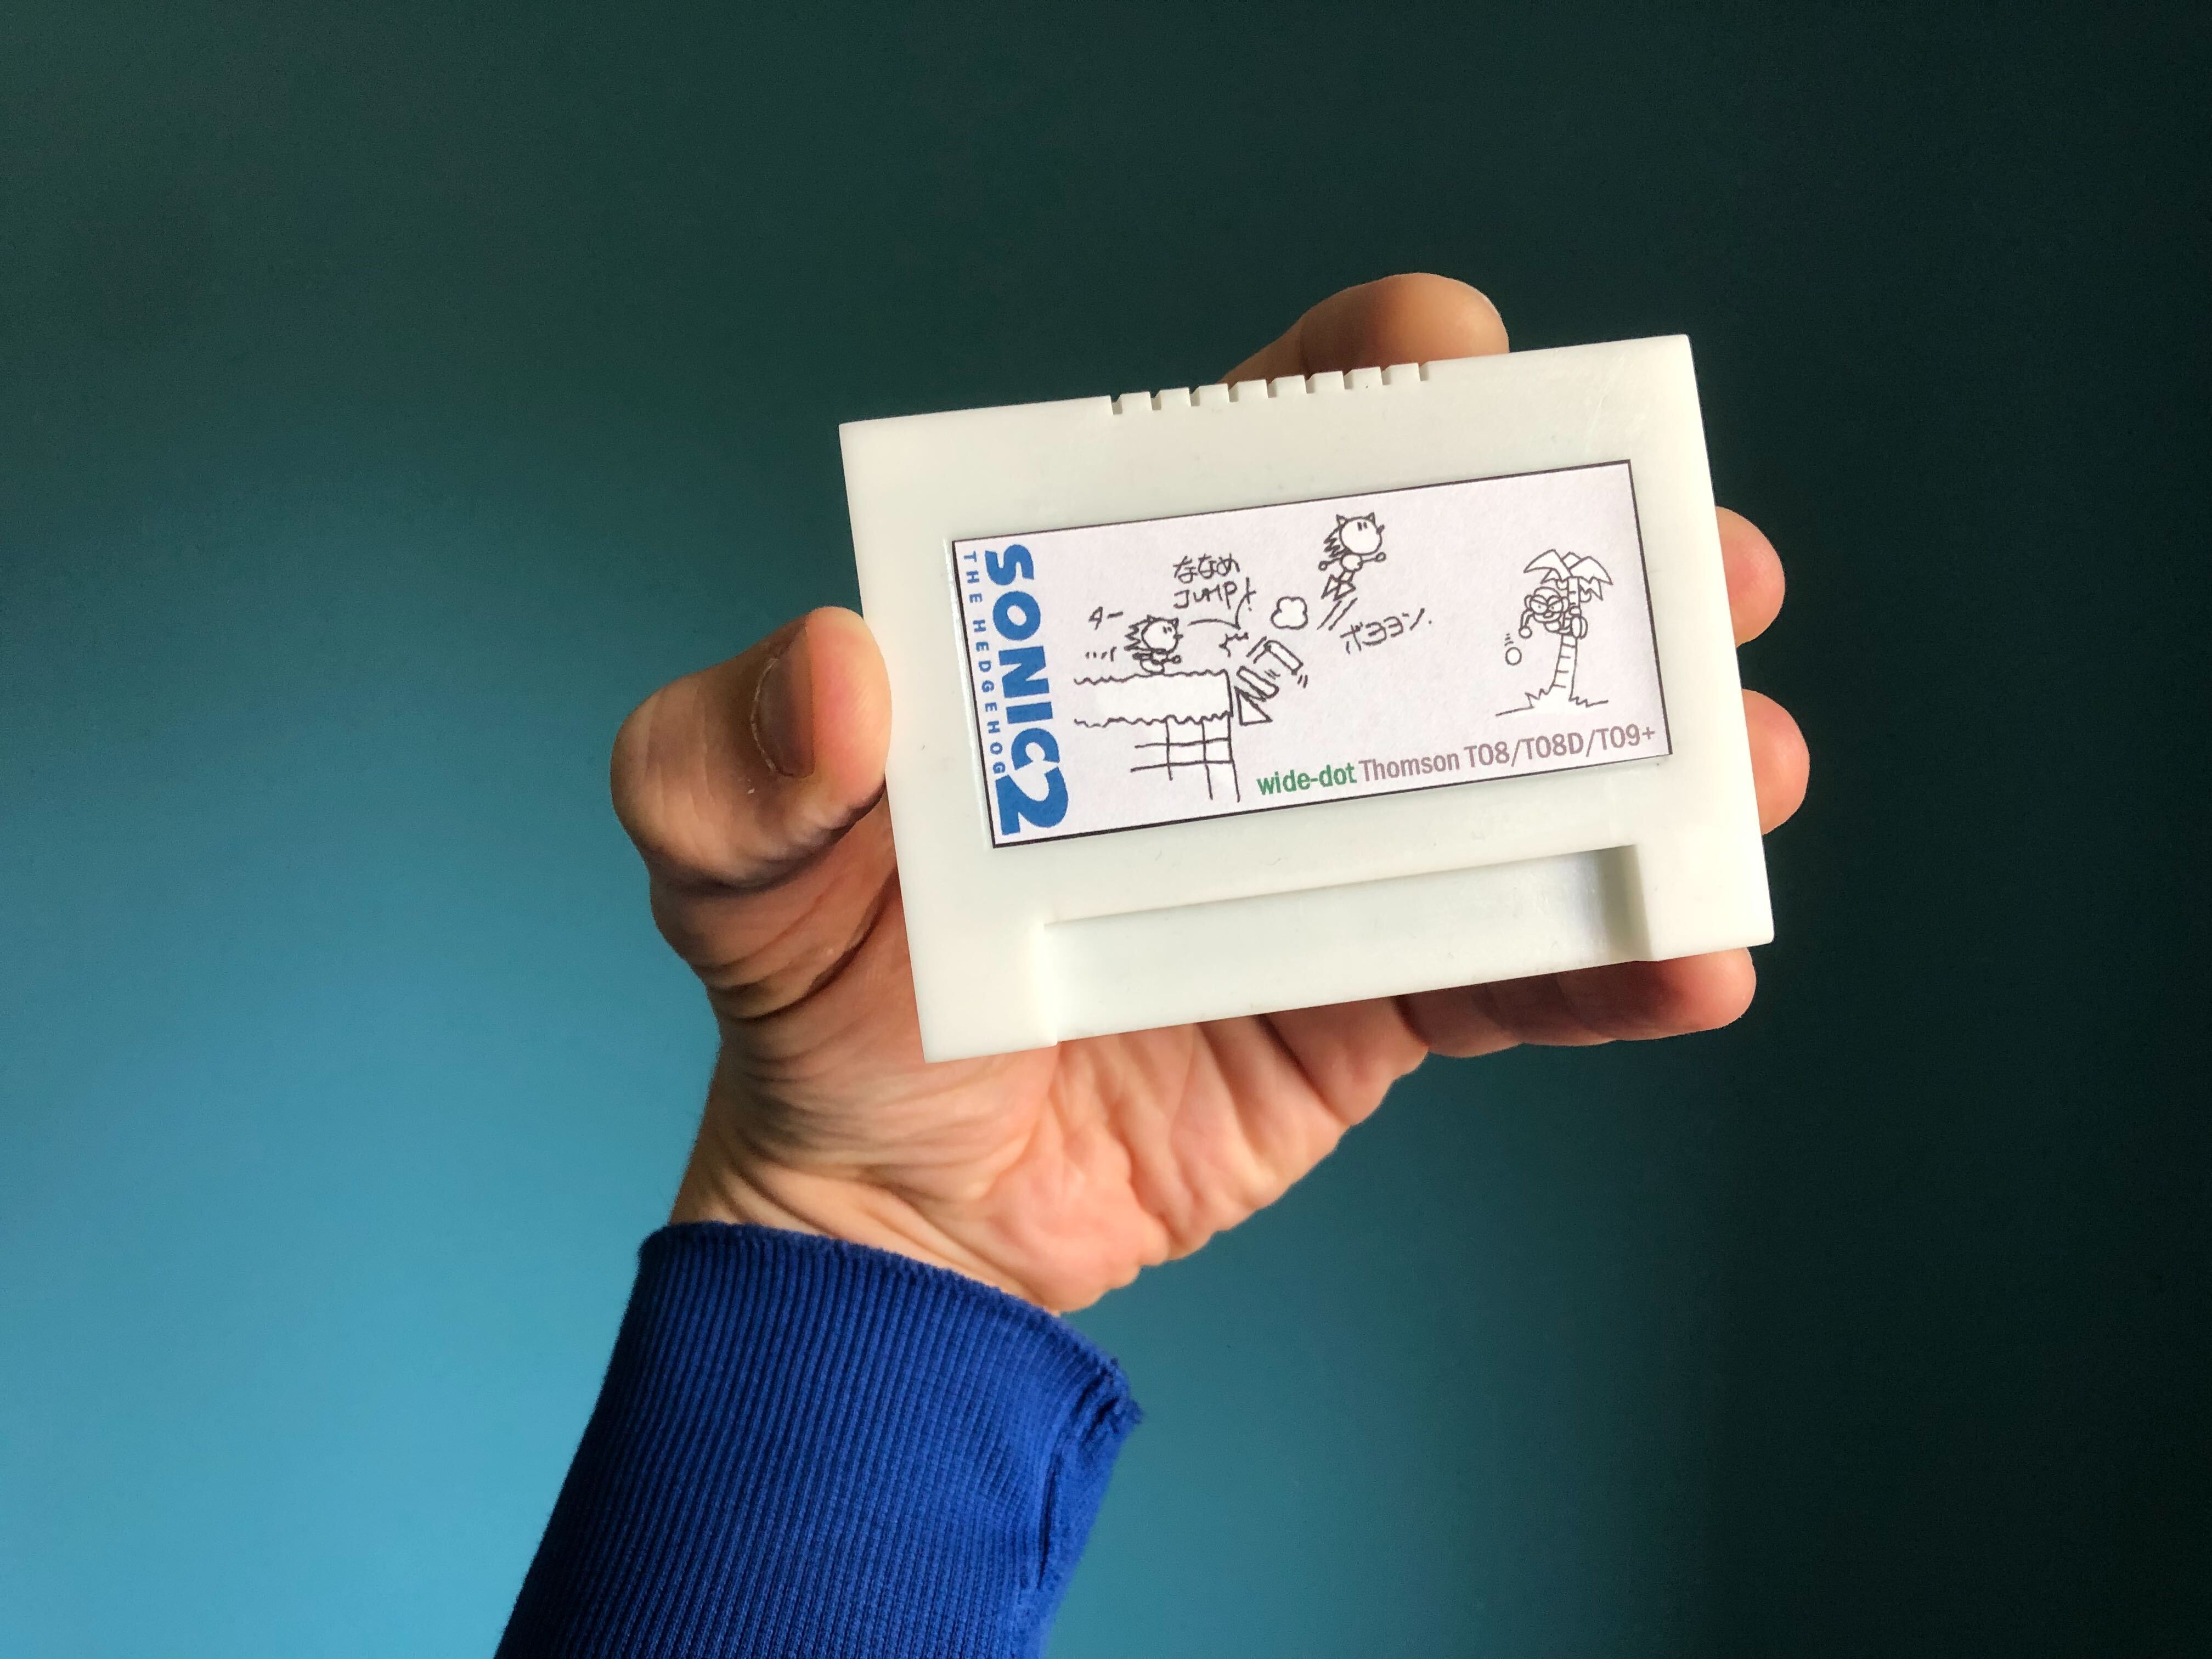 SONIC2
THE HEDGEHOG
ター
ななめ
JUMP!
ボヨヨン.
wide-dot Thomson TO8/TO8D/TO9+